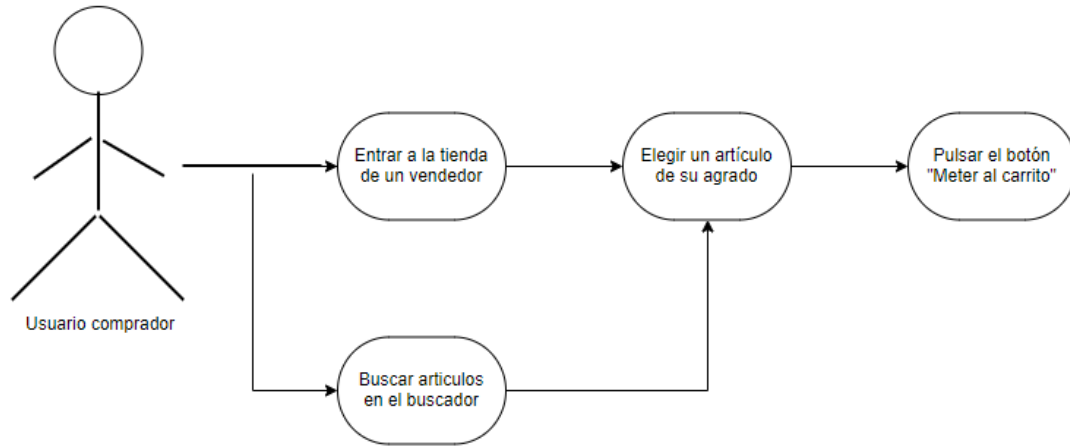 Entrar a la tienda
de un vendedor
Elegir un artículo
de su agrado
Pulsar el botón
"Meter al carrito"
Usuario comprador
Buscar articulos
en el buscador